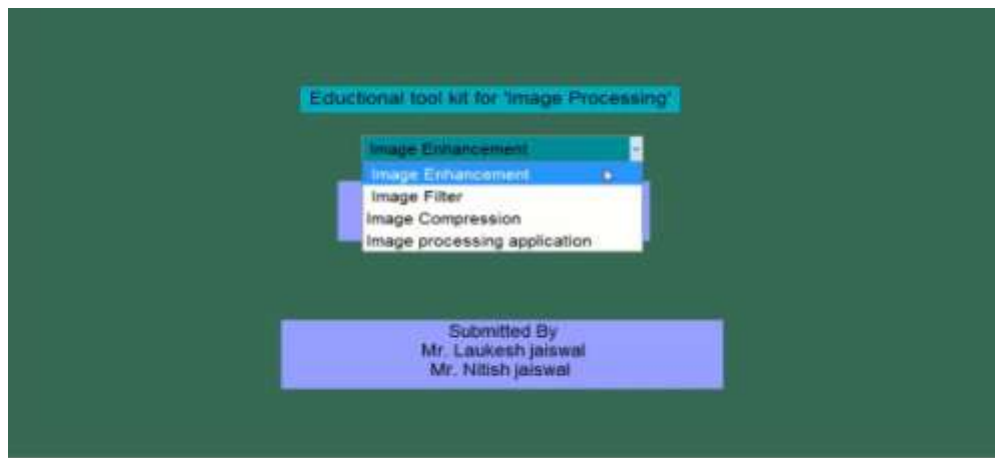 Eductional tool kit for 'Image Processing'
Image Enhancement
Image Enhancement
Image Filter
Image Compression
Image processing application
Submitted By
Mr. Laukesh jaiswal
Mr. Nitish jaiswal